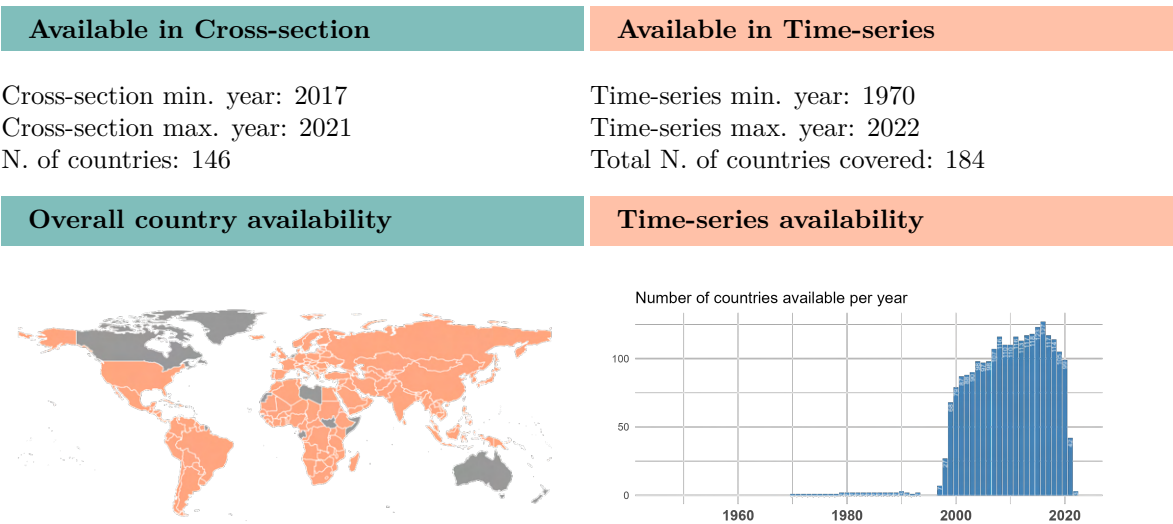 Available in Cross-section
Available in Time-series
Cross-section min. year: 2017
Cross-section max. year: 2021
N. of countries: 146
Time-series min. year: 1970
Time-series max. year: 2022
Total N. of countries covered: 184
Overall country availability
Time-series availability
Number of countries available per year
100
50
0
1960
1980
2000
2020